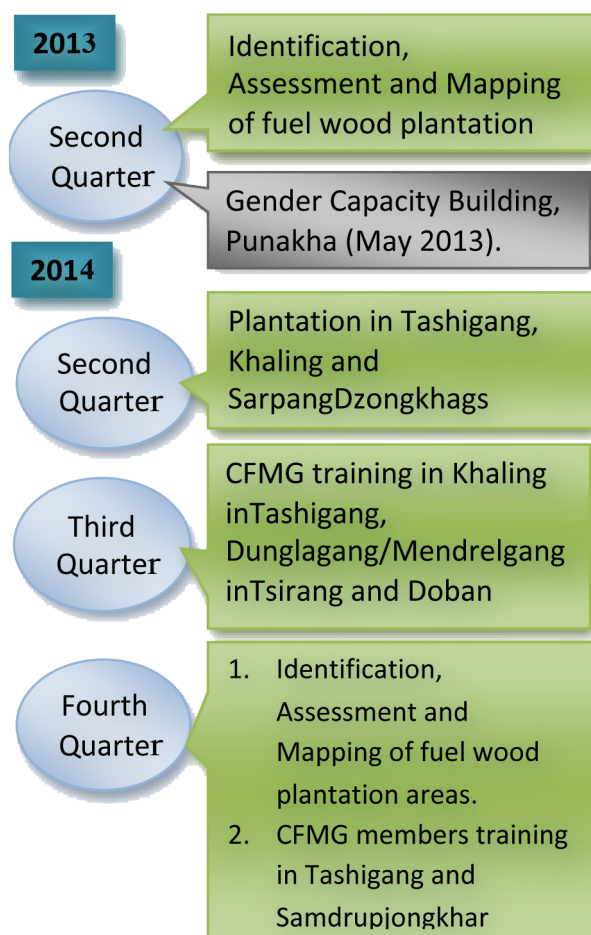 2013
Second
Quarter
Identification,
Assessment and Mapping
of fuel wood plantation
Gender Capacity Building,
Punakha (May 2013).
2014
Second
Quarter
Plantation in Tashigang,
Khaling and
SarpangDzongkhags
Third
Quarter
CFMG training in Khaling
inTashigang,
Dunglagang/Mendrelgang
inTsirang and Doban
Fourth
Quarter
1. Identification,
Assessment and
Mapping of fuel wood
plantation areas.
2. CFMG members training
in Tashigang and
Samdrupjongkhar